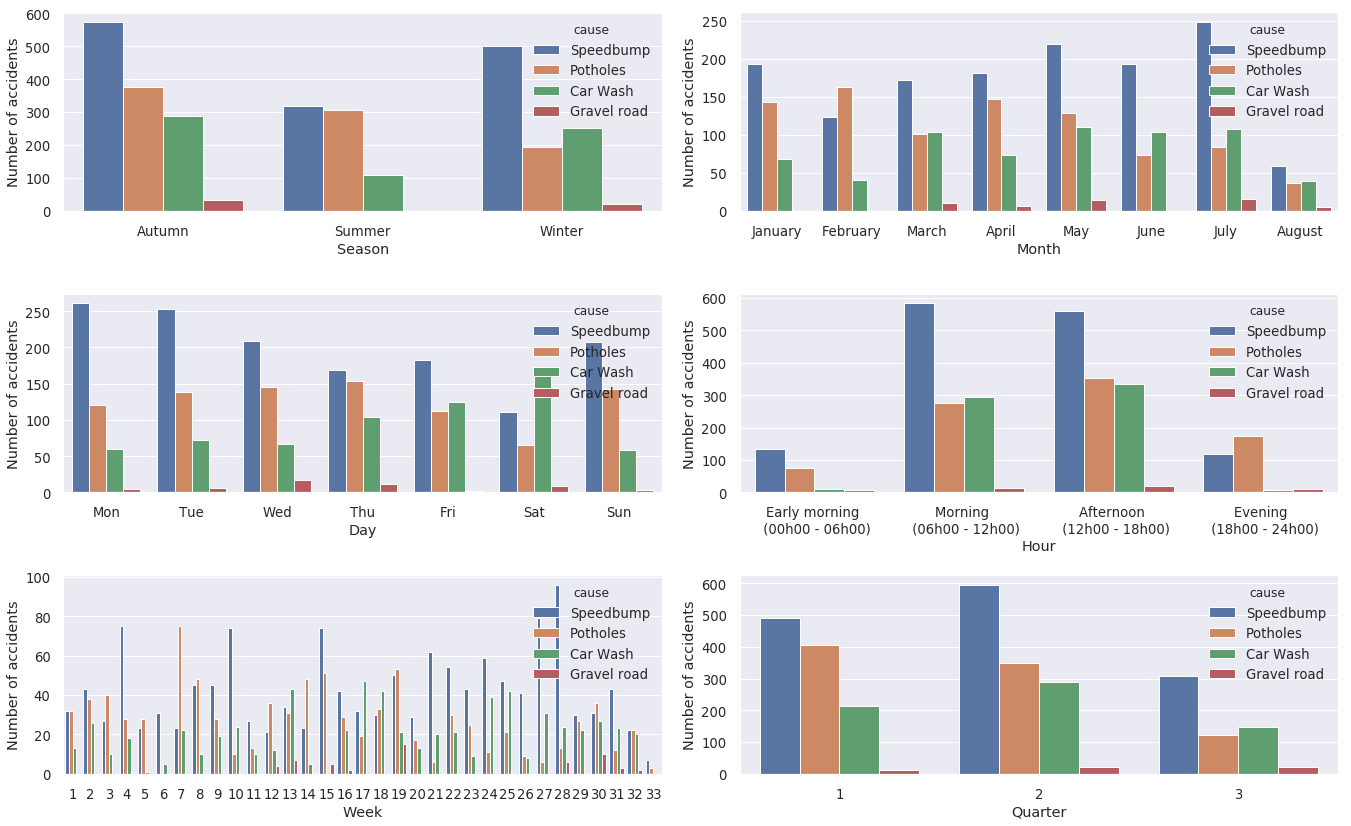 600
500
400
300
200
100
0
Number of accidents
cause
Speedbump
Potholes
Car Wash
Gravel road
Autumn Summer Winter
Season
250
200
150
100
50
0
Number of accidents
cause
Speedbump
Potholes
Car Wash
Gravel road
January February March April May June July August
Month
250
200
150
100
50
0
Number of accidents
cause
Speedbump
Potholes
Car Wash
Gravel road
Mon Tue Wed Thu Fri Sat Sun
Day
600
500
400
300
200
100
0
Number of accidents
cause
Speedbump
Potholes
Car Wash
Gravel road
Early morning Morning Afternoon Evening
(00h00 - 06h00) (06h00 - 12h00) (12h00 - 18h00) (18h00 - 24h00)
Hour
100
80
60
40
20
0
Number of accidents
cause
Speedbump
Potholes
Car Wash
Gravel road
1 2 3 4 5 6 7 8 9 10 11 12 13 14 15 16 17 18 19 20 21 22 23 24 25 26 27 28 29 30 31 32 33
Week
600
500
400
300
200
100
0
Number of accidents
cause
Speedbump
Potholes
Car Wash
Gravel road
1 2 3
Quarter